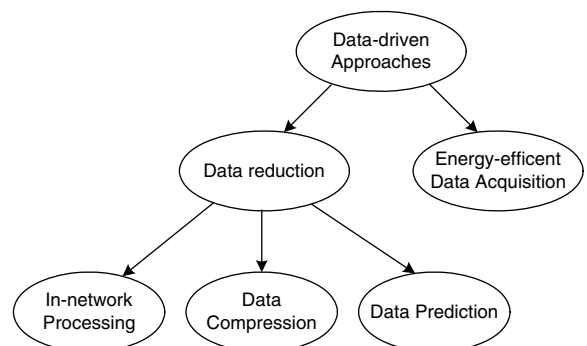 Data-driven
Approaches
Data reduction
Energy-efficent
Data Acquisition
In-network
Processing
Data
Compression
Data Prediction